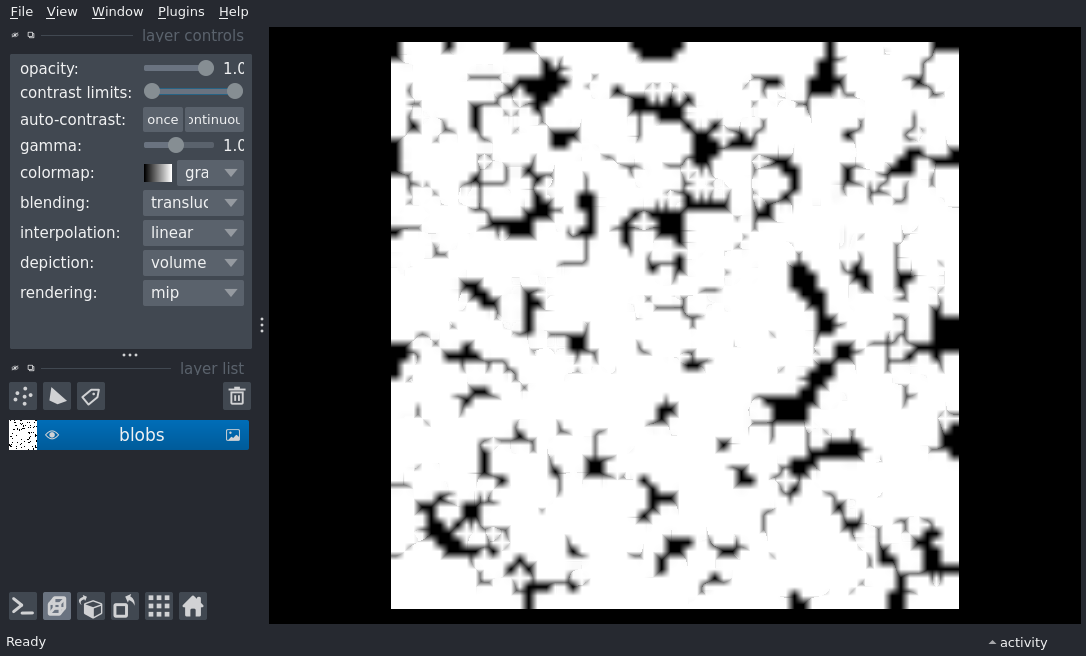 File View Window Plugins Help
layer controls
opacity: 1.0
contrast limits:
auto-contrast: once ontinuou
gamma: 1.0
colormap: gra
blending: transluc
interpolation: linear
depiction: volume
rendering: mip
layer list
blobs
Ready
activity